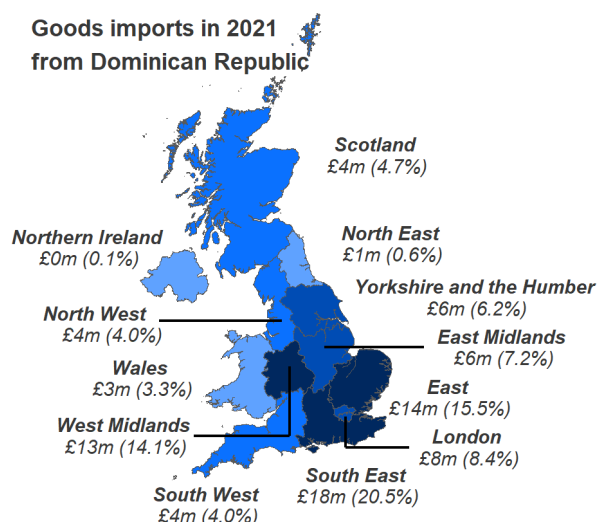 Goods imports in 2021
from Dominican Republic
Scotland
£4m (4.7%)
Northern Ireland
£0m (0.1%)
North East
£1m (0.6%)
Yorkshire and the Humber
£6m (6.2%)
North West
£4m (4.0%)
East Midlands
£6m (7.2%)
Wales
£3m (3.3%)
East
£14m (15.5%)
West Midlands
£13m (14.1%)
London
£8m (8.4%)
South East
£18m (20.5%)
South West
£4m (4.0%)